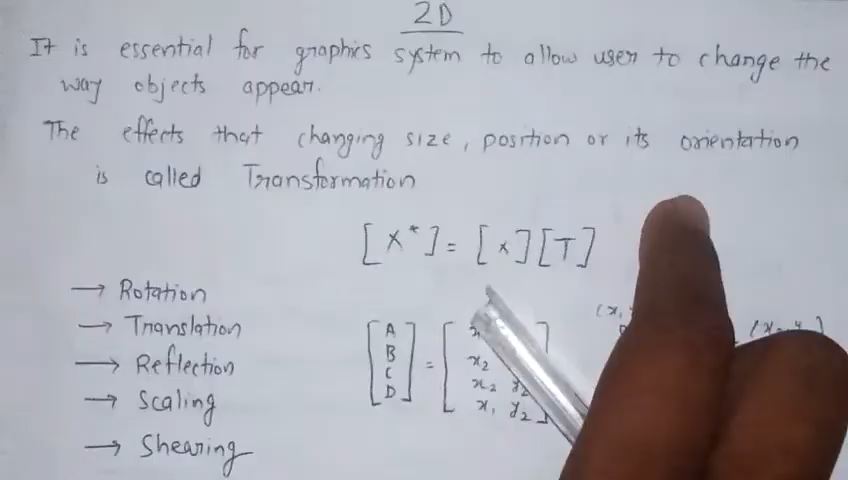 2D
It is essential for graphics system to allow user to change the
way objects appear.
The effects that changing size, position or its orientation
is called Transformation
[X*] = [x][T]
→ Rotation
→ Translation
→ Reflection
→ Scaling
→ Shearing
A
B
C
D
=
x2
x2 y2
x1 y2